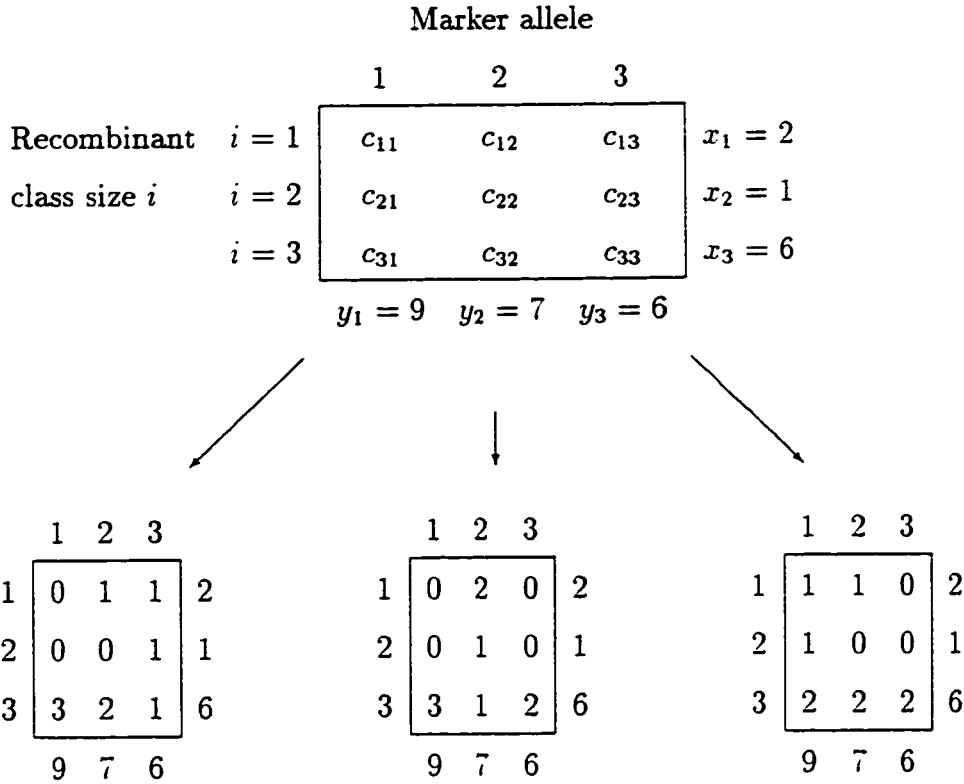 Marker allele
1 2 3
Recombinant i = 1 c₁₁ c₁₂ c₁₃ x₁ = 2
class size i i = 2 c₂₁ c₂₂ c₂₃ x₂ = 1
i = 3 c₃₁ c₃₂ c₃₃ x₃ = 6
y₁ = 9 y₂ = 7 y₃ = 6
1 2 3
1 0 1 1 2
2 0 0 1 1
3 3 2 1 6
9 7 6
1 2 3
1 0 2 0 2
2 0 1 0 1
3 3 1 2 6
9 7 6
1 2 3
1 1 1 0 2
2 1 0 0 1
3 2 2 2 6
9 7 6